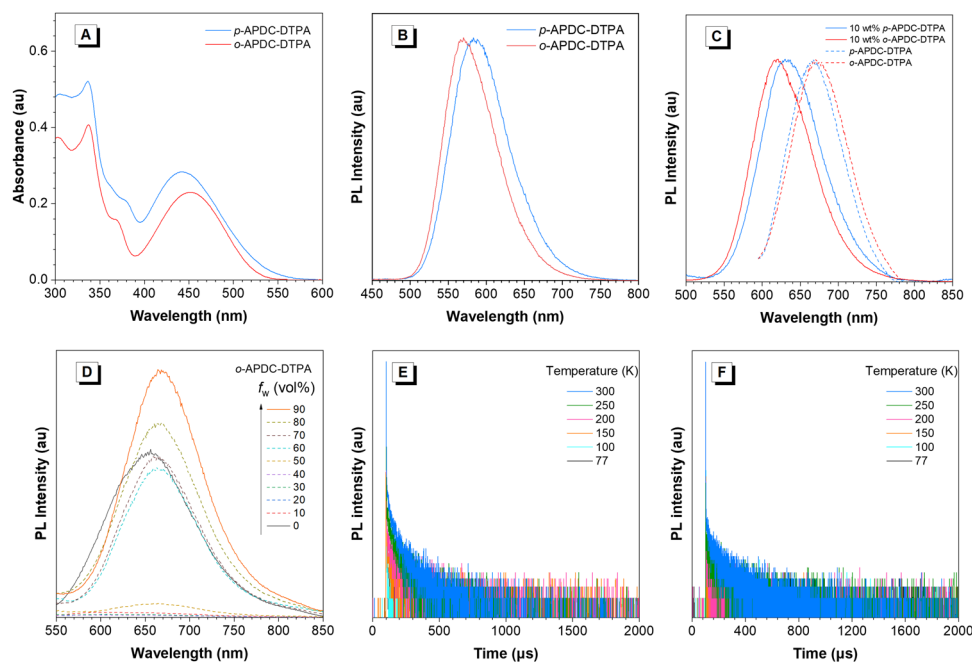 A
p-APDC-DTPA
o-APDC-DTPA
Absorbance (au)
0.6
0.4
0.2
0.0
300 350 400 450 500 550 600
Wavelength (nm)
B
p-APDC-DTPA
o-APDC-DTPA
PL Intensity (au)
450 500 550 600 650 700 750 800
Wavelength (nm)
C
10 wt% p-APDC-DTPA
10 wt% o-APDC-DTPA
p-APDC-DTPA
o-APDC-DTPA
PL Intensity (au)
500 550 600 650 700 750 800 850
Wavelength (nm)
D
o-APDC-DTPA
fw (vol%)
90
80
70
60
50
40
30
20
10
0
PL Intensity (au)
550 600 650 700 750 800 850
Wavelength (nm)
E
Temperature (K)
300
250
200
150
100
77
PL Intensity (au)
0 500 1000 1500 2000
Time (µs)
F
Temperature (K)
300
250
200
150
100
77
PL intensity (au)
0 400 800 1200 1600 2000
Time (µs)